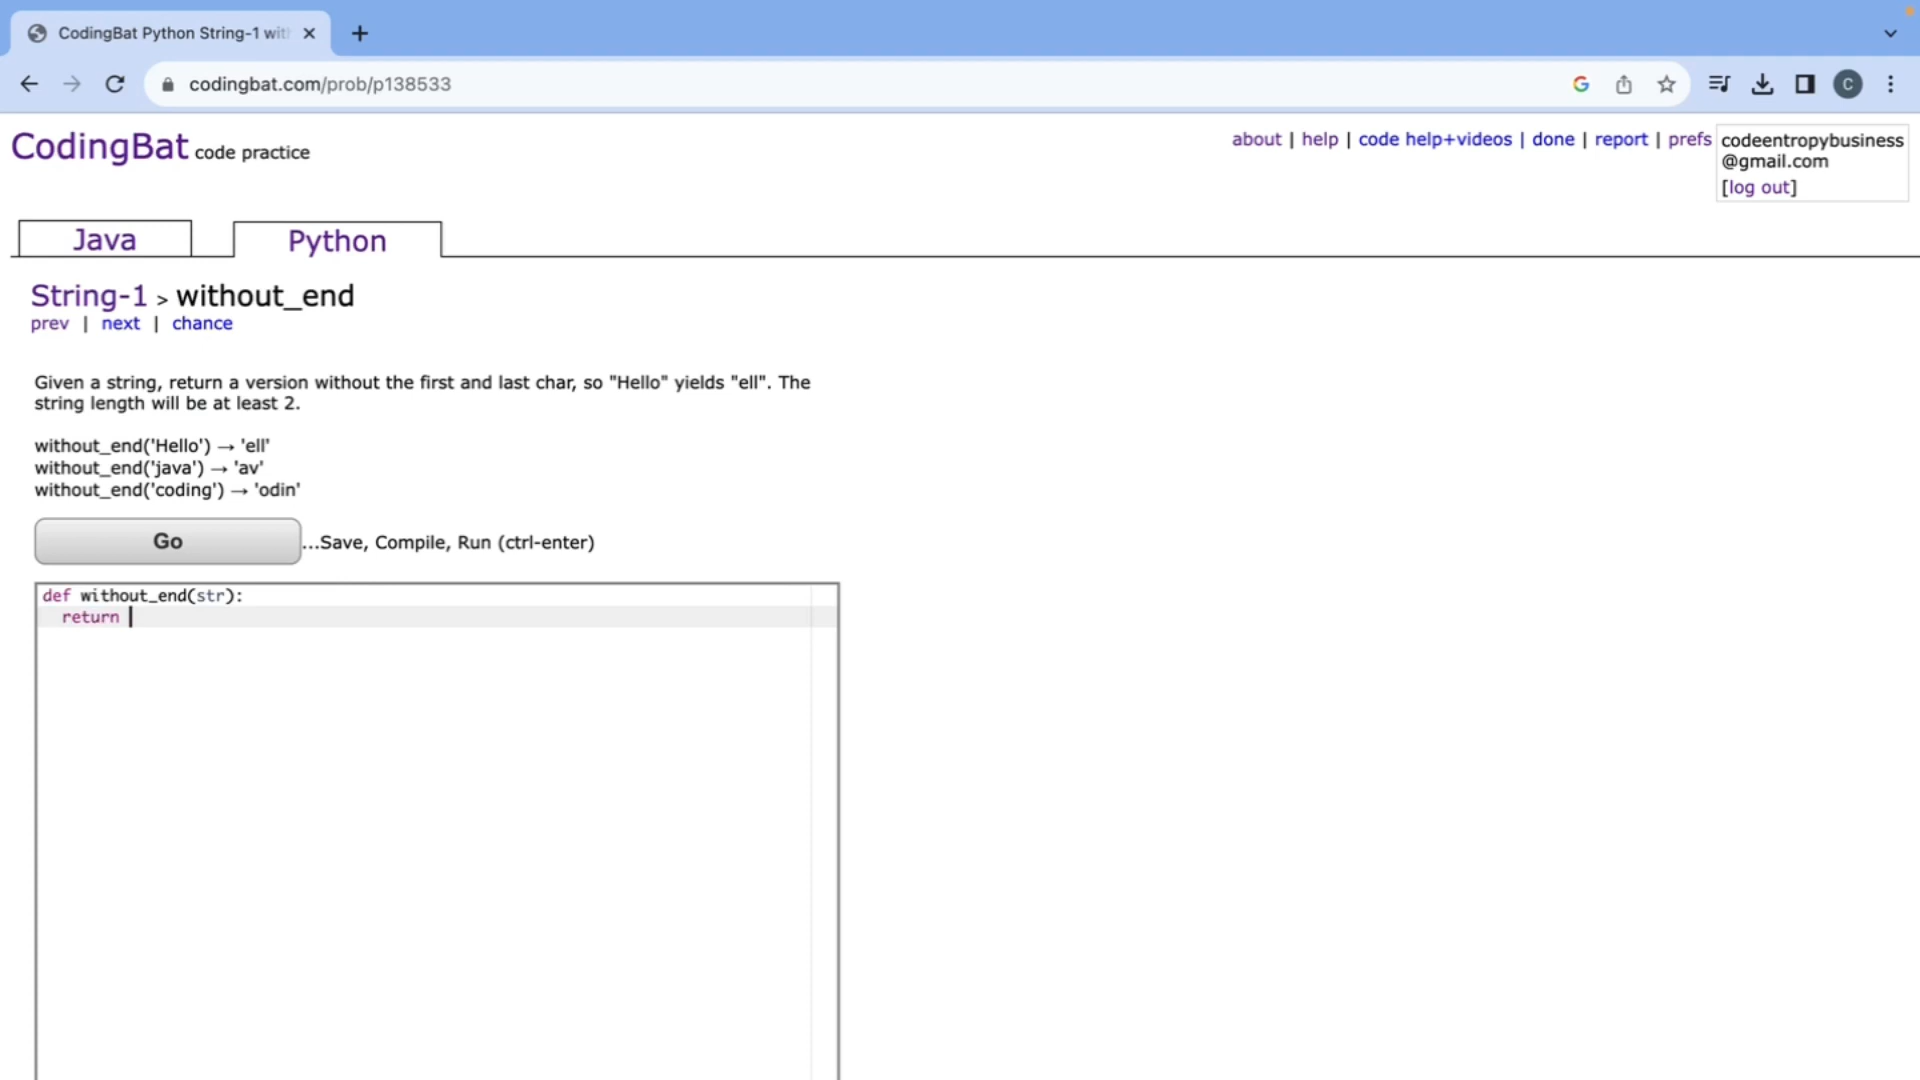 CodingBat Python String-1 with
codingbat.com/prob/p138533
C
CodingBat code practice
about | help | code help+videos | done | report | prefs
codeentropybusiness
@gmail.com
[log out]
Java
Python
String-1 > without_end
prev | next | chance
Given a string, return a version without the first and last char, so "Hello" yields "ell". The
string length will be at least 2.
without_end('Hello') → 'ell'
without_end('java') → 'av'
without_end('coding') → 'odin'
Go
...Save, Compile, Run (ctrl-enter)
def without_end(str):
return